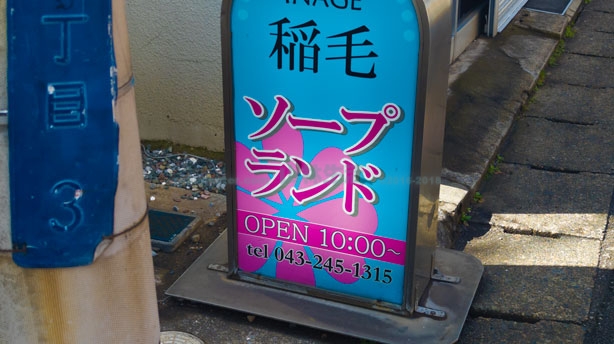 丁目
3
INAGE
稲毛
ソープ
ランド
OPEN 10:00~
tel 043-245-1315